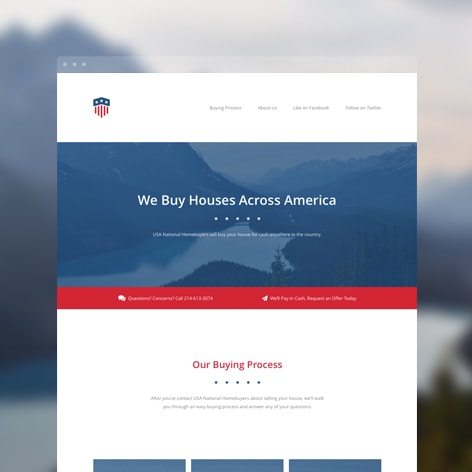 Buying Process About Us Like on Facebook Follow on Twitter
We Buy Houses Across America
USA National Homebuyers will buy your house for cash anywhere in the country.
Questions? Concerns? Call 214-613-3074
We'll Pay in Cash, Request an Offer Today
Our Buying Process
After you've contact USA National Homebuyers about selling your house, we'll walk
you through an easy buying process and answer any of your questions.